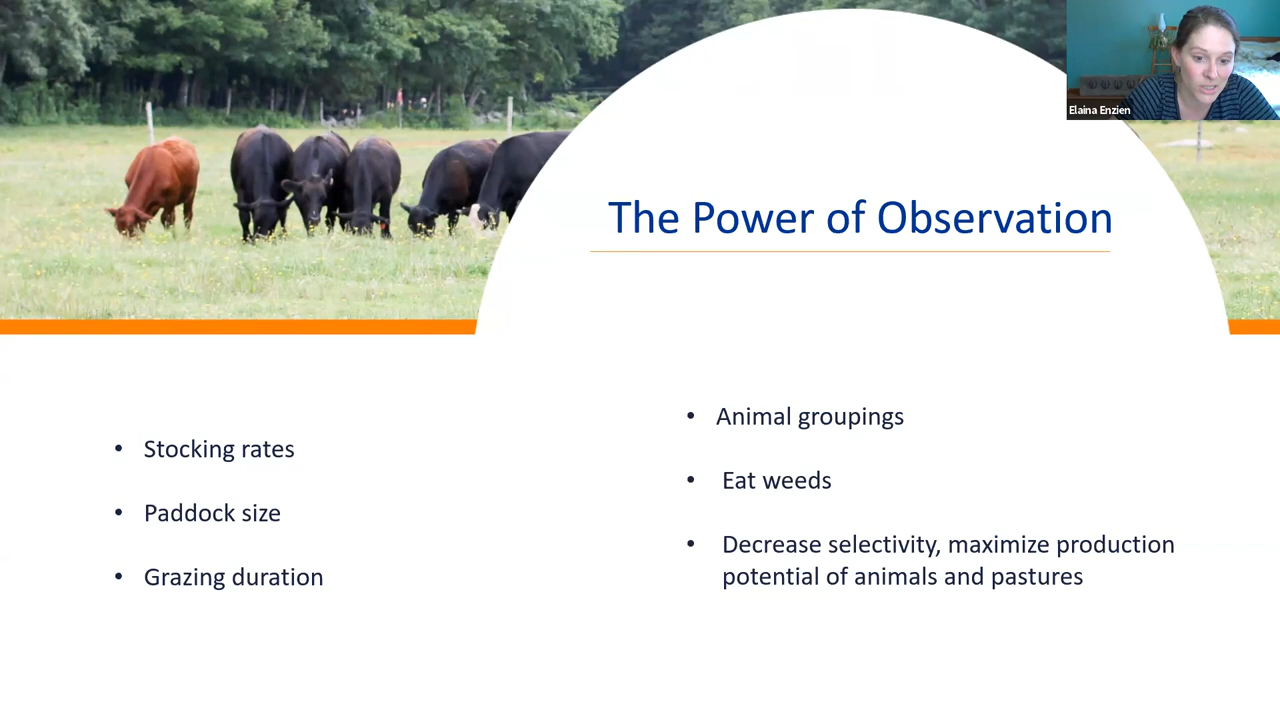 Elaina Enzien
The Power of Observation
• Stocking rates
• Paddock size
• Grazing duration
• Animal groupings
• Eat weeds
• Decrease selectivity, maximize production
potential of animals and pastures